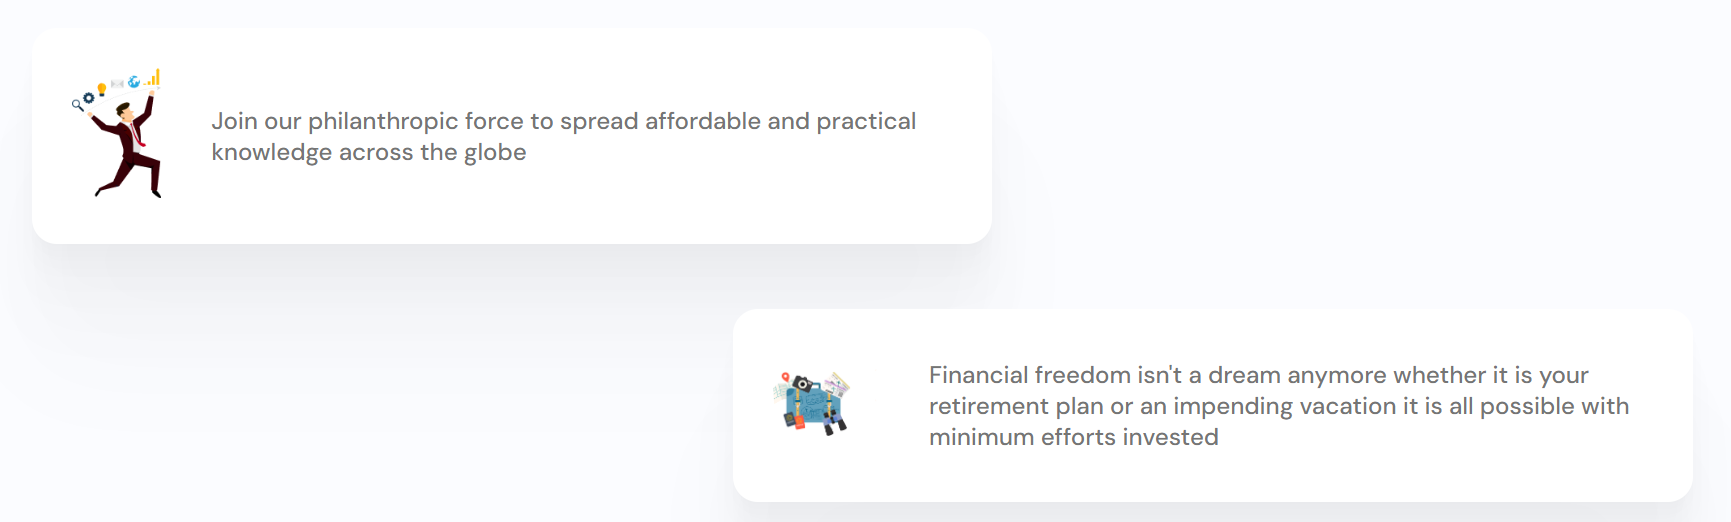 Join our philanthropic force to spread affordable and practical
knowledge across the globe
Financial freedom isn't a dream anymore whether it is your
retirement plan or an impending vacation it is all possible with
minimum efforts invested